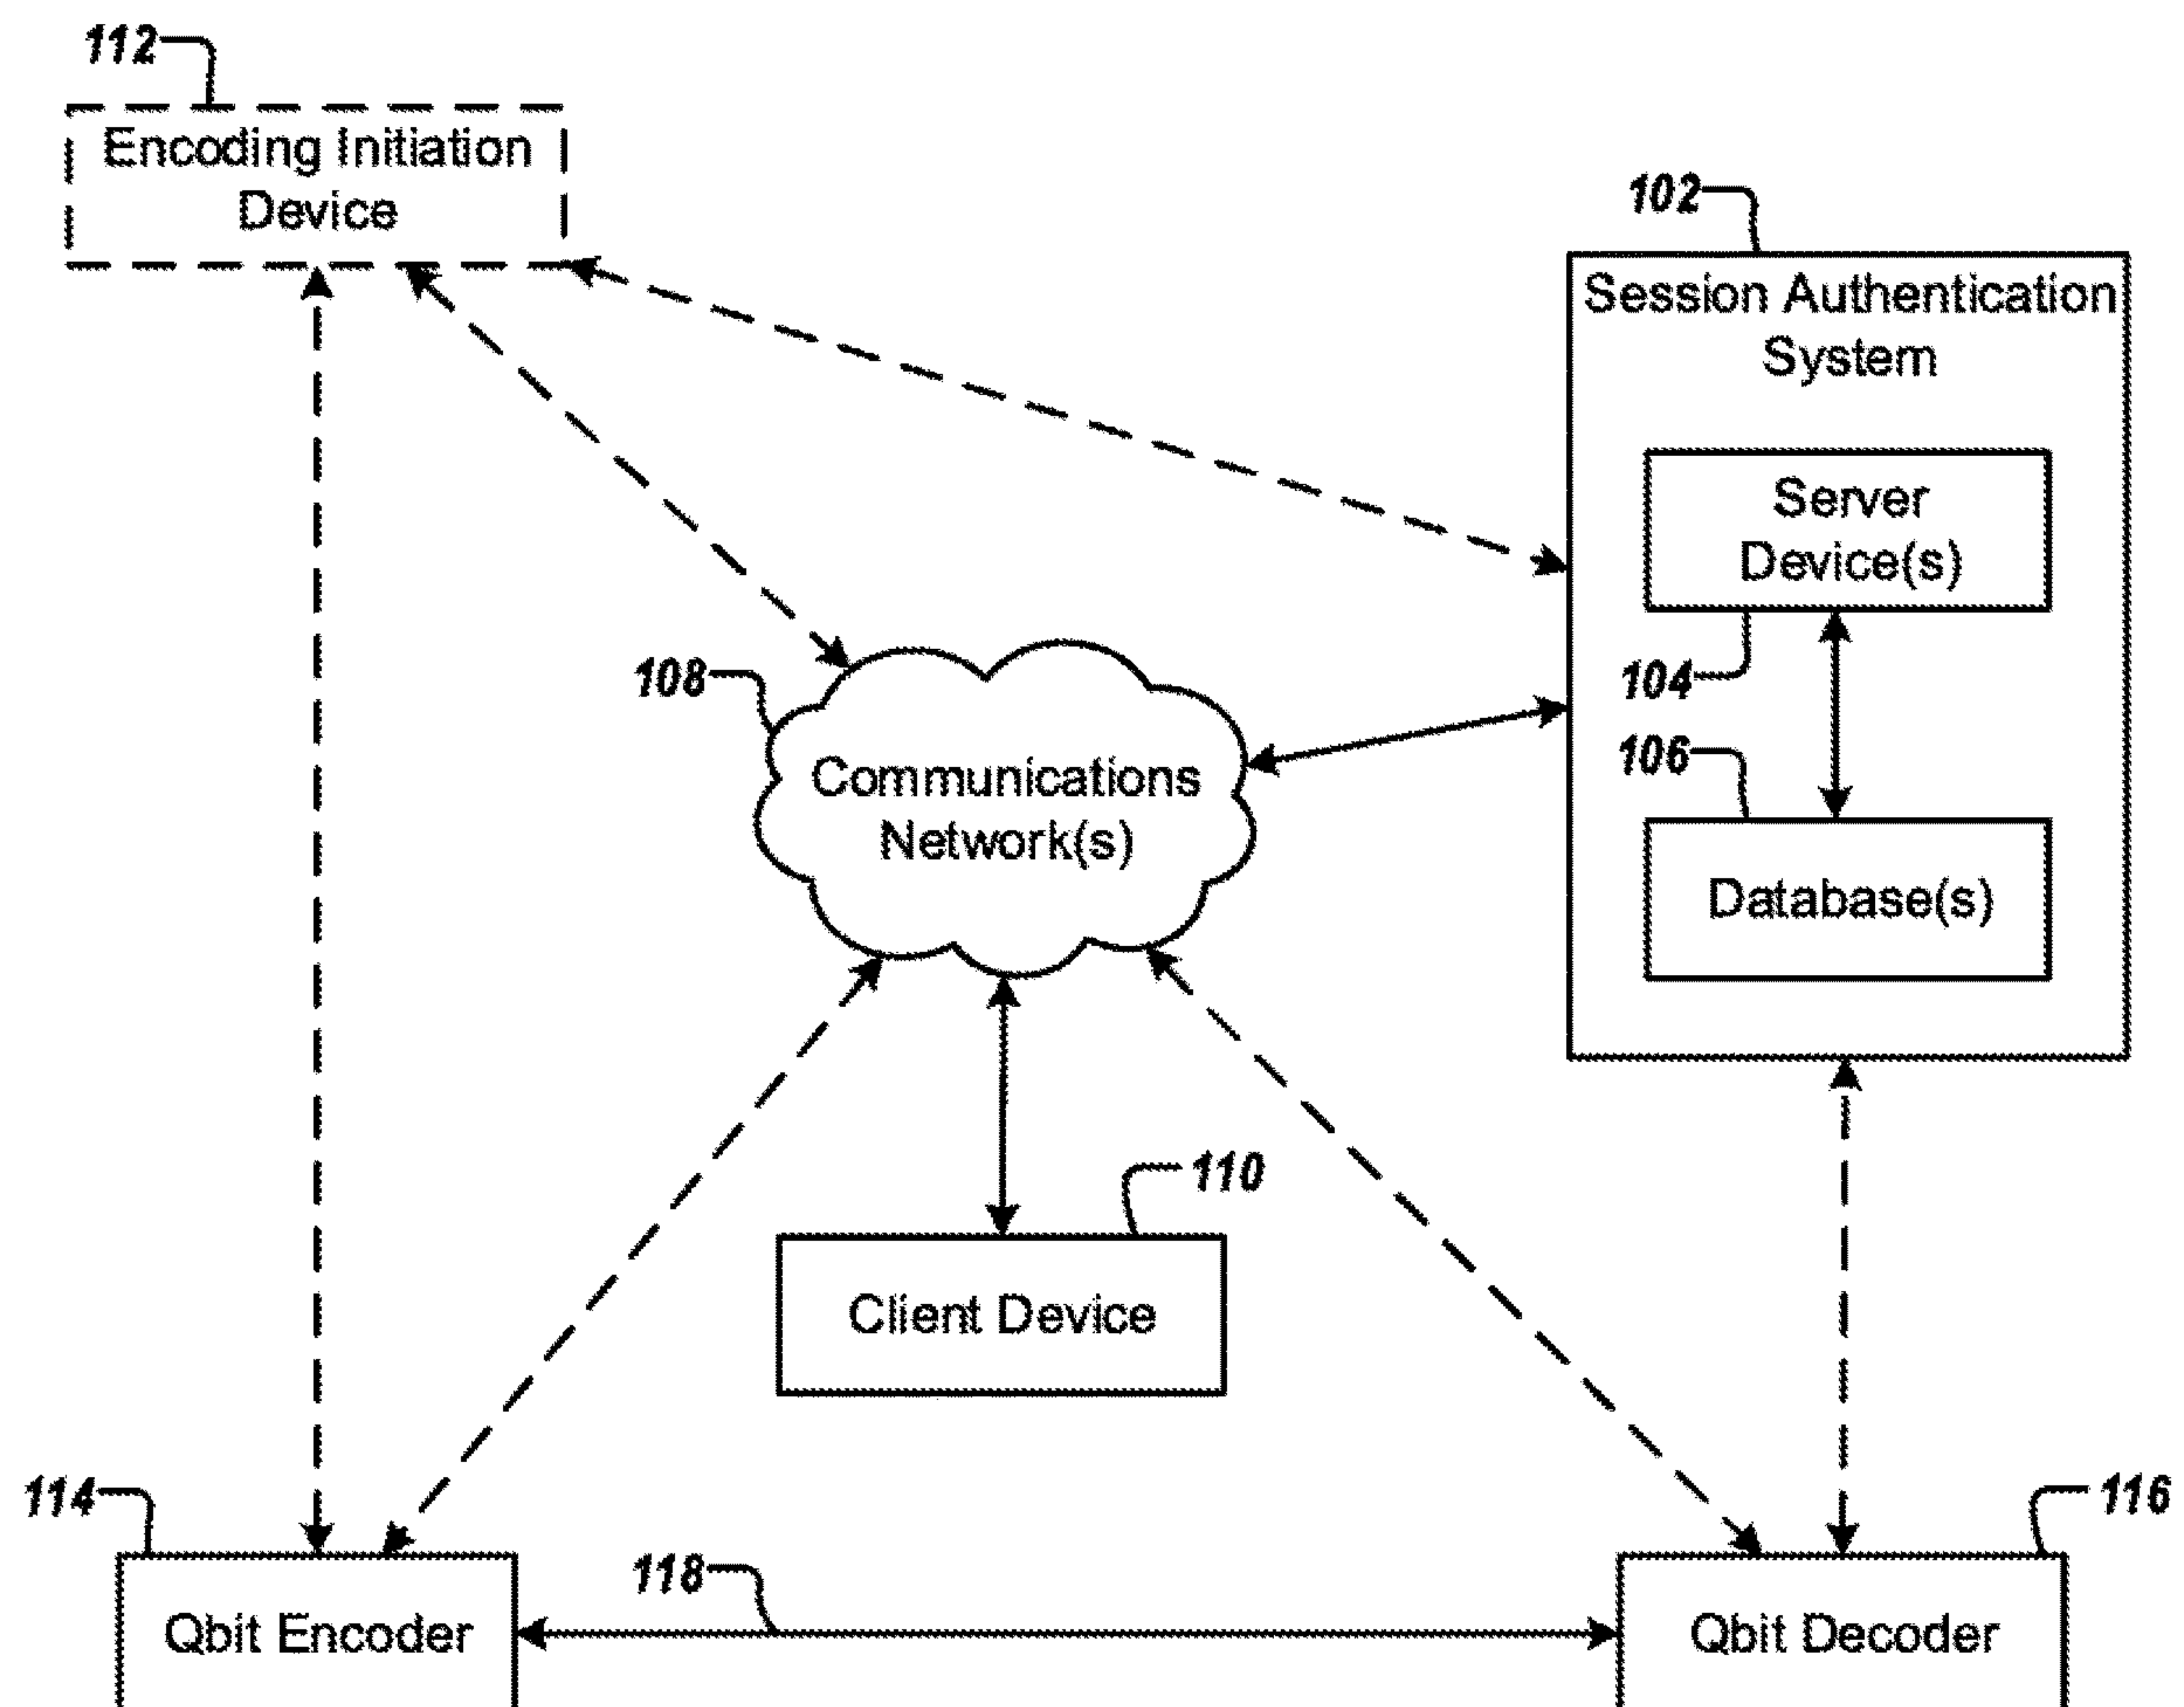 112
Encoding Initiation
Device
102
Session Authentication
System
Server
Device(s)
104
108
106
Communications
Network(s)
Database(s)
110
Client Device
114
116
118
Qbit Encoder
Qbit Decoder